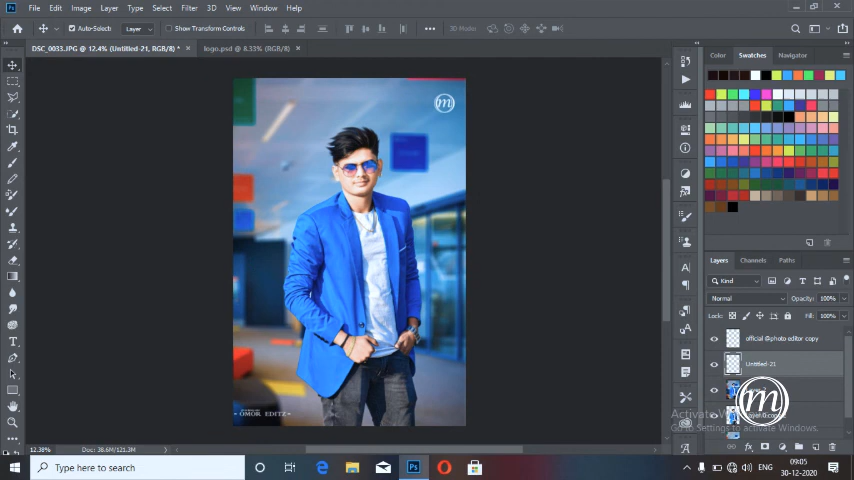 File Edit Image Layer Type Select Filter 3D View Window Help
Auto-Select: Layer Show Transform Controls 3D Mode:
DSC_0033.JPG @ 12.4% (Untitled-21, RGB/8) * × logo.psd @ 8.33% (RGB/8) ×
Color Swatches Navigator
m
Layers Channels Paths
Kind
Normal Opacity: 100%
Lock: Fill: 100%
official @photo editor copy
Untitled-21
m
Activate Windows
Go to Settings to activate Windows.
OMOR EDITZ
12.38% Doc: 38.6M/121.3M
Type here to search
ENG 09:05
30-12-2020